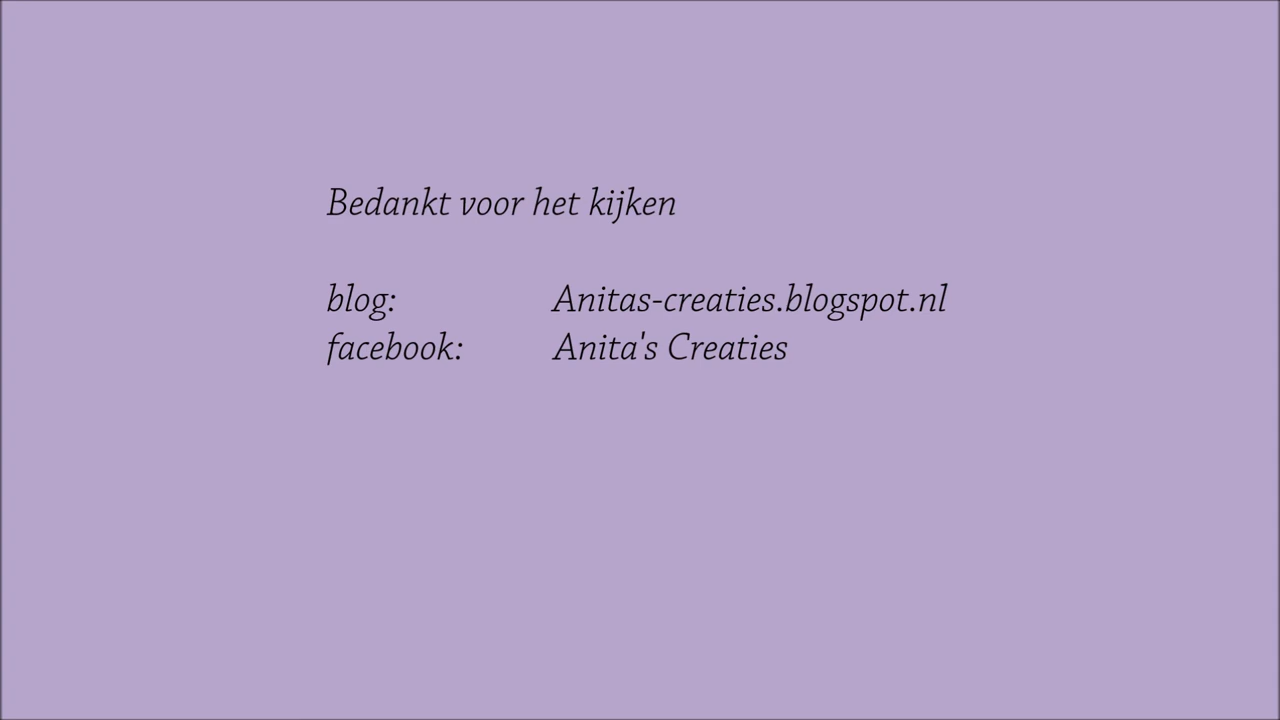 Bedankt voor het kijken
blog: Anitas-creaties.blogspot.nl
facebook: Anita's Creaties